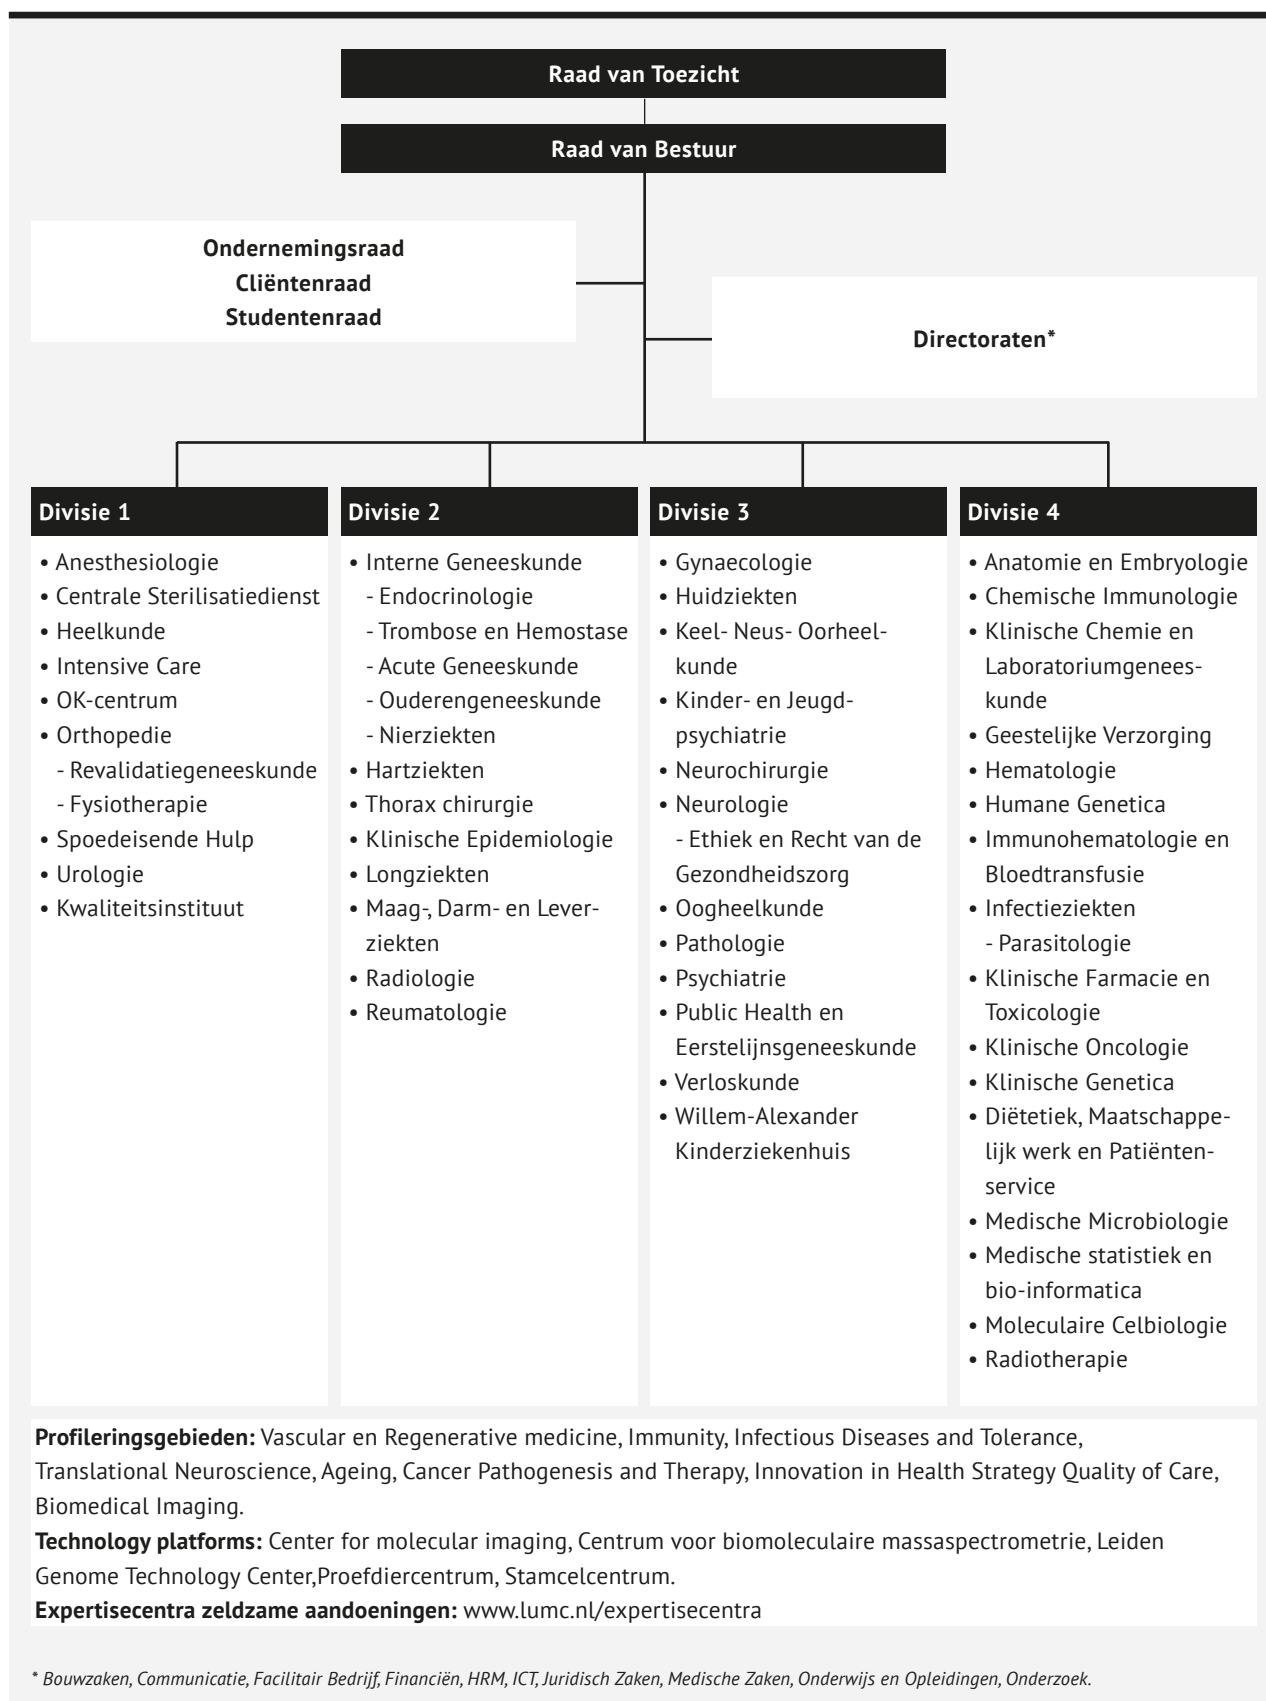 Raad van Toezicht
Raad van Bestuur
Ondernemingsraad
Cliëntenraad
Studentenraad
Directoraten*
Divisie 1
• Anesthesiologie
• Centrale Sterilisatiedienst
• Heelkunde
• Intensive Care
• OK-centrum
• Orthopedie
- Revalidatiegeneeskunde
- Fysiotherapie
• Spoedeisende Hulp
• Urologie
• Kwaliteitsinstituut
Divisie 2
• Interne Geneeskunde
- Endocrinologie
- Trombose en Hemostase
- Acute Geneeskunde
- Ouderengeneeskunde
- Nierziekten
• Hartziekten
• Thorax chirurgie
• Klinische Epidemiologie
• Longziekten
• Maag-, Darm- en Lever-
ziekten
• Radiologie
• Reumatologie
Divisie 3
• Gynaecologie
• Huidziekten
• Keel- Neus- Oorheel-
kunde
• Kinder- en Jeugd-
psychiatrie
• Neurochirurgie
• Neurologie
- Ethiek en Recht van de
Gezondheidszorg
• Oogheelkunde
• Pathologie
• Psychiatrie
• Public Health en
Eerstelijnsgeneeskunde
• Verloskunde
• Willem-Alexander
Kinderziekenhuis
Divisie 4
• Anatomie en Embryologie
• Chemische Immunologie
• Klinische Chemie en
Laboratoriumgenees-
kunde
• Geestelijke Verzorging
• Hematologie
• Humane Genetica
• Immunohematologie en
Bloedtransfusie
• Infectieziekten
- Parasitologie
• Klinische Farmacie en
Toxicologie
• Klinische Oncologie
• Klinische Genetica
• Diëtetiek, Maatschappe-
lijk werk en Patiënten-
service
• Medische Microbiologie
• Medische statistiek en
bio-informatica
• Moleculaire Celbiologie
• Radiotherapie
Profileringsgebieden: Vascular en Regenerative medicine, Immunity, Infectious Diseases and Tolerance,
Translational Neuroscience, Ageing, Cancer Pathogenesis and Therapy, Innovation in Health Strategy Quality of Care,
Biomedical Imaging.
Technology platforms: Center for molecular imaging, Centrum voor biomoleculaire massaspectrometrie, Leiden
Genome Technology Center,Proefdiercentrum, Stamcelcentrum.
Expertisecentra zeldzame aandoeningen: www.lumc.nl/expertisecentra
* Bouwzaken, Communicatie, Facilitair Bedrijf, Financiën, HRM, ICT, Juridisch Zaken, Medische Zaken, Onderwijs en Opleidingen, Onderzoek.